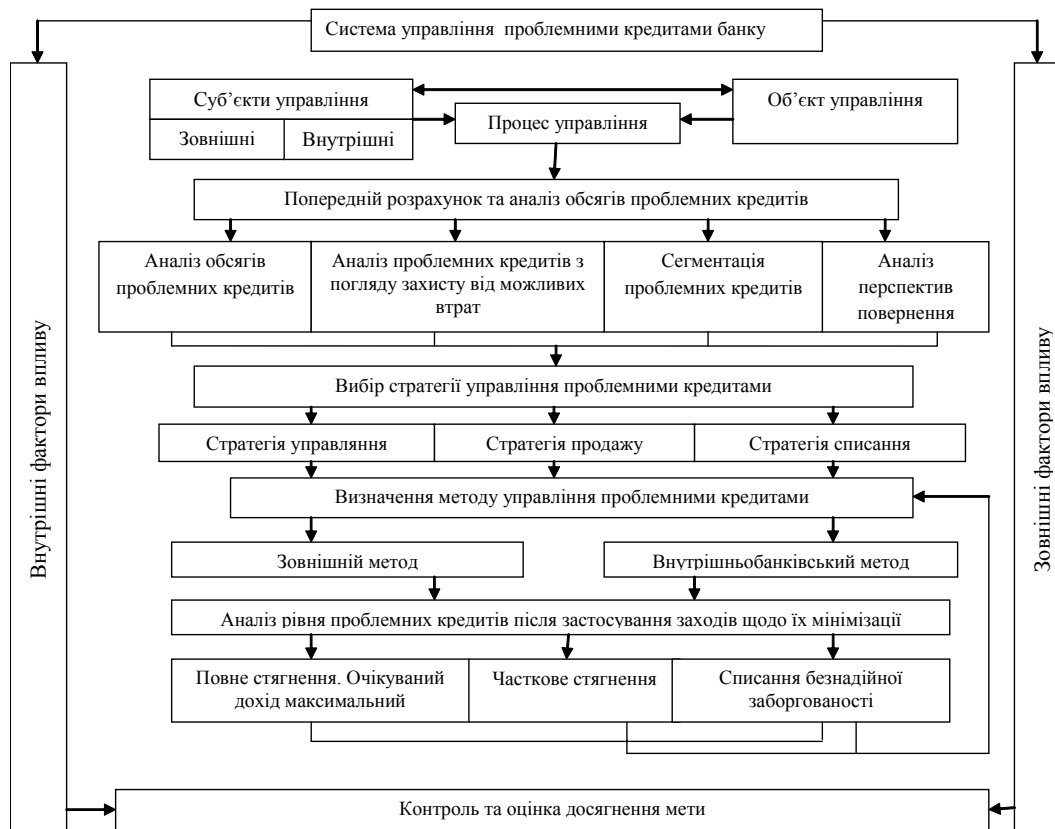 Система управління проблемними кредитами банку
Суб’єкти управління
Об’єкт управління
Процес управління
Зовнішні
Внутрішні
Попередній розрахунок та аналіз обсягів проблемних кредитів
Аналіз обсягів
проблемних кредитів
Аналіз проблемних кредитів з
погляду захисту від можливих
втрат
Сегментація
проблемних кредитів
Аналіз
перспектив
повернення
Вибір стратегії управління проблемними кредитами
Стратегія управляння
Стратегія продажу
Стратегія списання
Визначення методу управління проблемними кредитами
Зовнішній метод
Внутрішньобанківський метод
Аналіз рівня проблемних кредитів після застосування заходів щодо їх мінімізації
Повне стягнення. Очікуваний
дохід максимальний
Часткове стягнення
Списання безнадійної
заборгованості
Контроль та оцінка досягнення мети
Внутрішні фактори впливу
Зовнішні фактори впливу